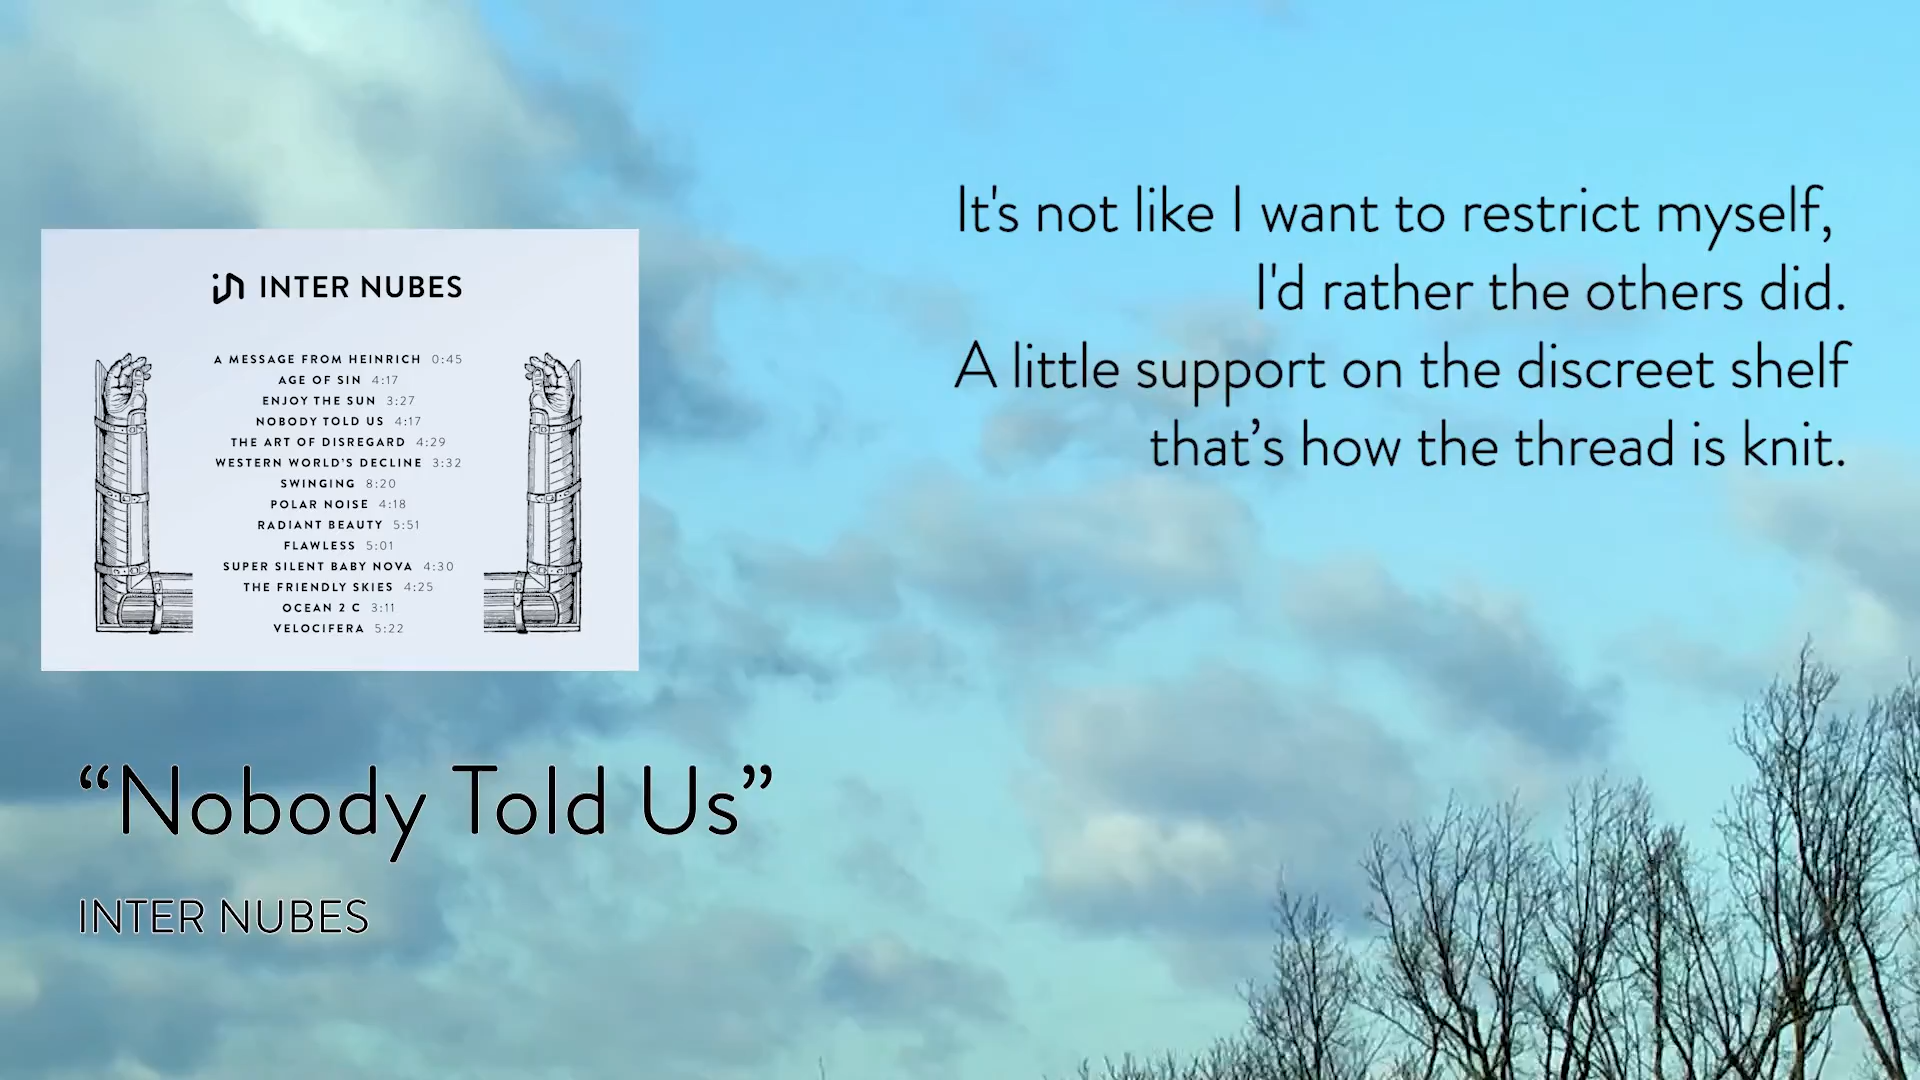 INTER NUBES
A MESSAGE FROM HEINRICH 0:45
AGE OF SIN 4:17
ENJOY THE SUN 3:27
NOBODY TOLD US 4:17
THE ART OF DISREGARD 4:29
WESTERN WORLD'S DECLINE 3:32
SWINGING 8:20
POLAR NOISE 4:18
RADIANT BEAUTY 5:51
FLAWLESS 5:01
SUPER SILENT BABY NOVA 4:30
THE FRIENDLY SKIES 4:25
OCEAN 2 C 3:11
VELOCIFERA 5:22
“Nobody Told Us”
INTER NUBES
It's not like I want to restrict myself,
I'd rather the others did.
A little support on the discreet shelf
that’s how the thread is knit.